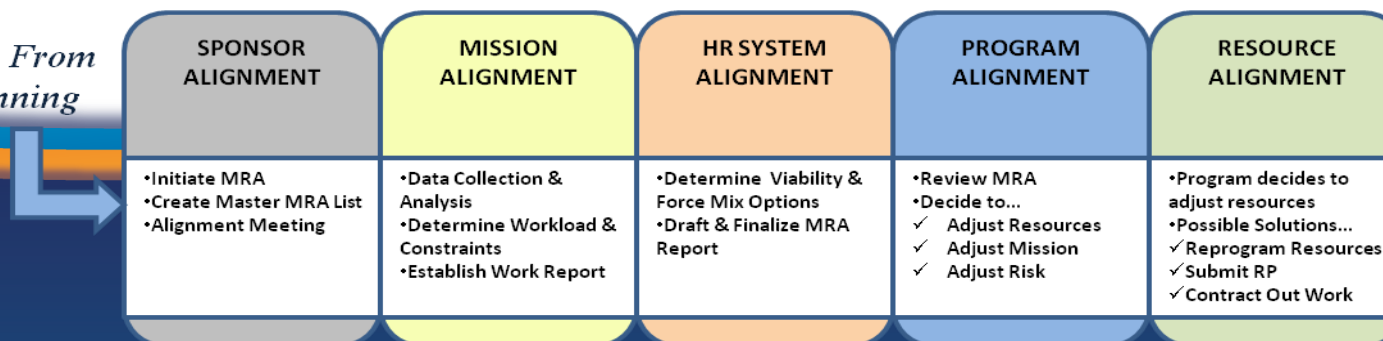 From
nning
SPONSOR
ALIGNMENT
•Initiate MRA
•Create Master MRA List
•Alignment Meeting
MISSION
ALIGNMENT
•Data Collection &
Analysis
•Determine Workload &
Constraints
•Establish Work Report
HR SYSTEM
ALIGNMENT
•Determine Viability &
Force Mix Options
•Draft & Finalize MRA
Report
PROGRAM
ALIGNMENT
•Review MRA
•Decide to...
✓ Adjust Resources
✓ Adjust Mission
✓ Adjust Risk
RESOURCE
ALIGNMENT
•Program decides to
adjust resources
•Possible Solutions...
✓Reprogram Resources
✓Submit RP
✓Contract Out Work